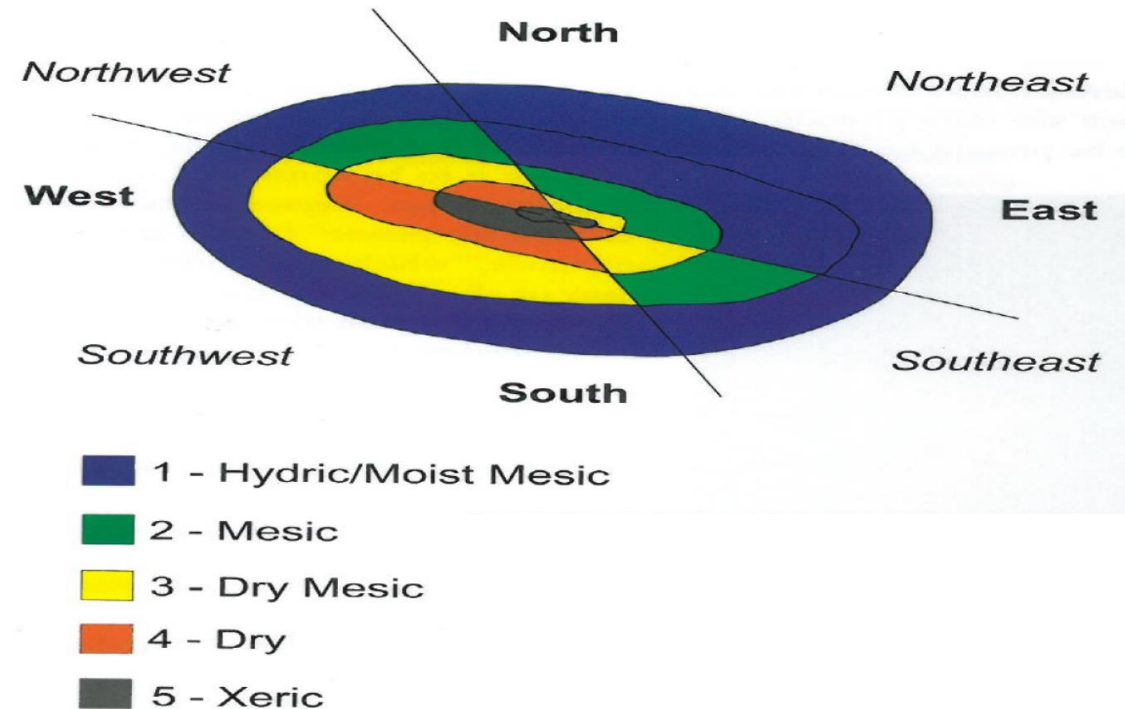 North
Northwest
Northeast
West
East
Southwest
Southeast
South
1 - Hydric/Moist Mesic
2 - Mesic
3 - Dry Mesic
4 - Dry
5 - Xeric